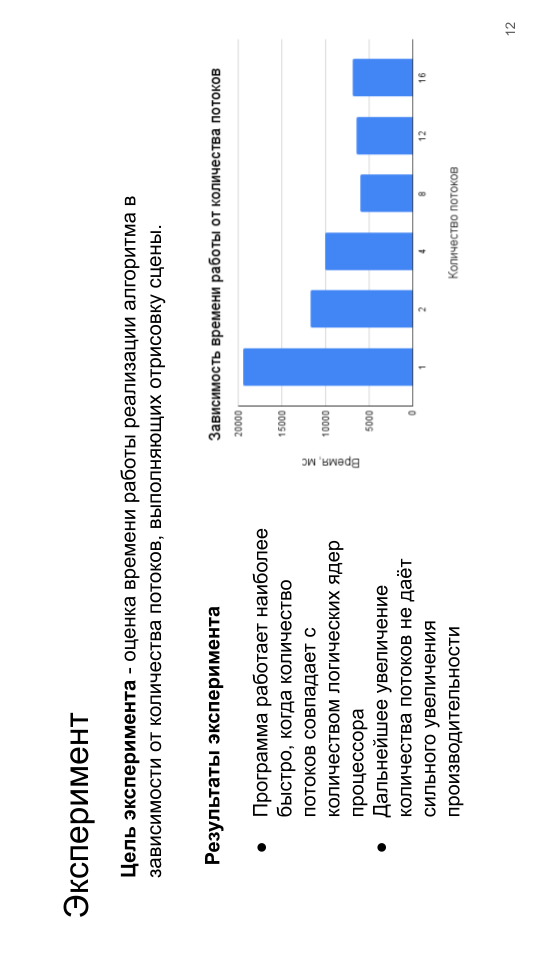 Эксперимент
Цель эксперимента - оценка времени работы реализации алгоритма в
зависимости от количества потоков, выполняющих отрисовку сцены.
Результаты эксперимента
● Программа работает наиболее
быстро, когда количество
потоков совпадает с
количеством логических ядер
процессора
● Дальнейшее увеличение
количества потоков не даёт
сильного увеличения
производительности
Зависимость времени работы от количества потоков
Время, мс
20000
15000
10000
5000
0
1 2 4 8 12 16
Количество потоков
12